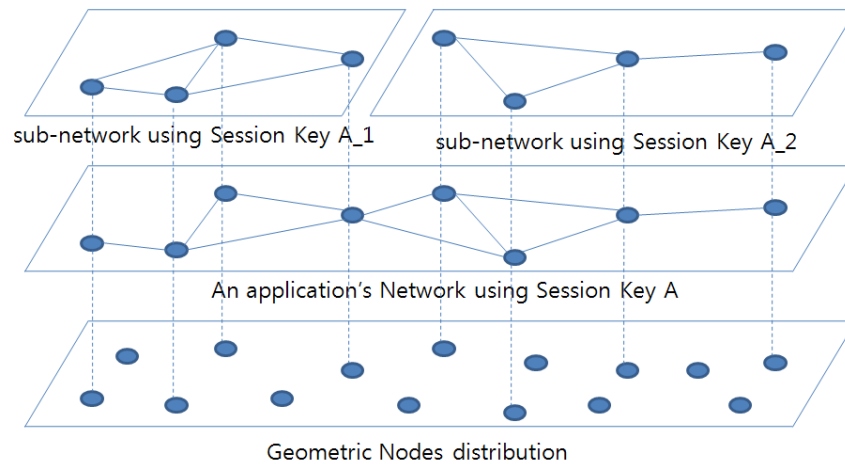 sub-network using Session Key A_1
sub-network using Session Key A_2
An application's Network using Session Key A
Geometric Nodes distribution